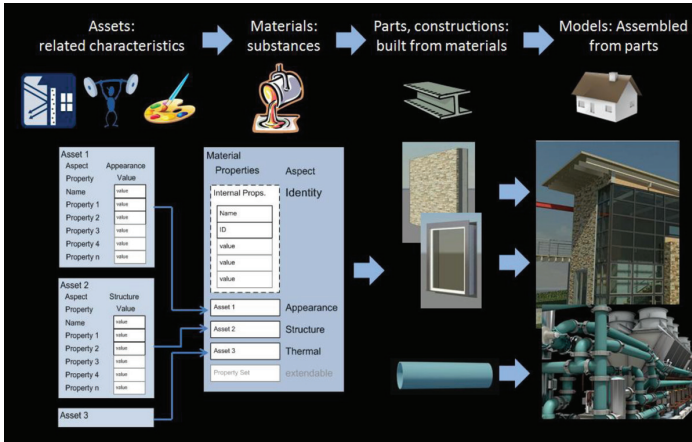 Assets:
related characteristics
Materials:
substances
Parts, constructions:
built from materials
Models: Assembled
from parts
Asset 1
Aspect Appearance
Property Value
Name value
Property 1 value
Property 2 value
Property 3 value
Property 4 value
Property n value
Asset 2
Aspect Structure
Property Value
Name value
Property 1 value
Property 2 value
Property 3 value
Property 4 value
Property n value
Asset 3
Material
Properties Aspect
Internal Props. Identity
Name
ID
value
value
value
Asset 1 Appearance
Asset 2 Structure
Asset 3 Thermal
Property Set extendable